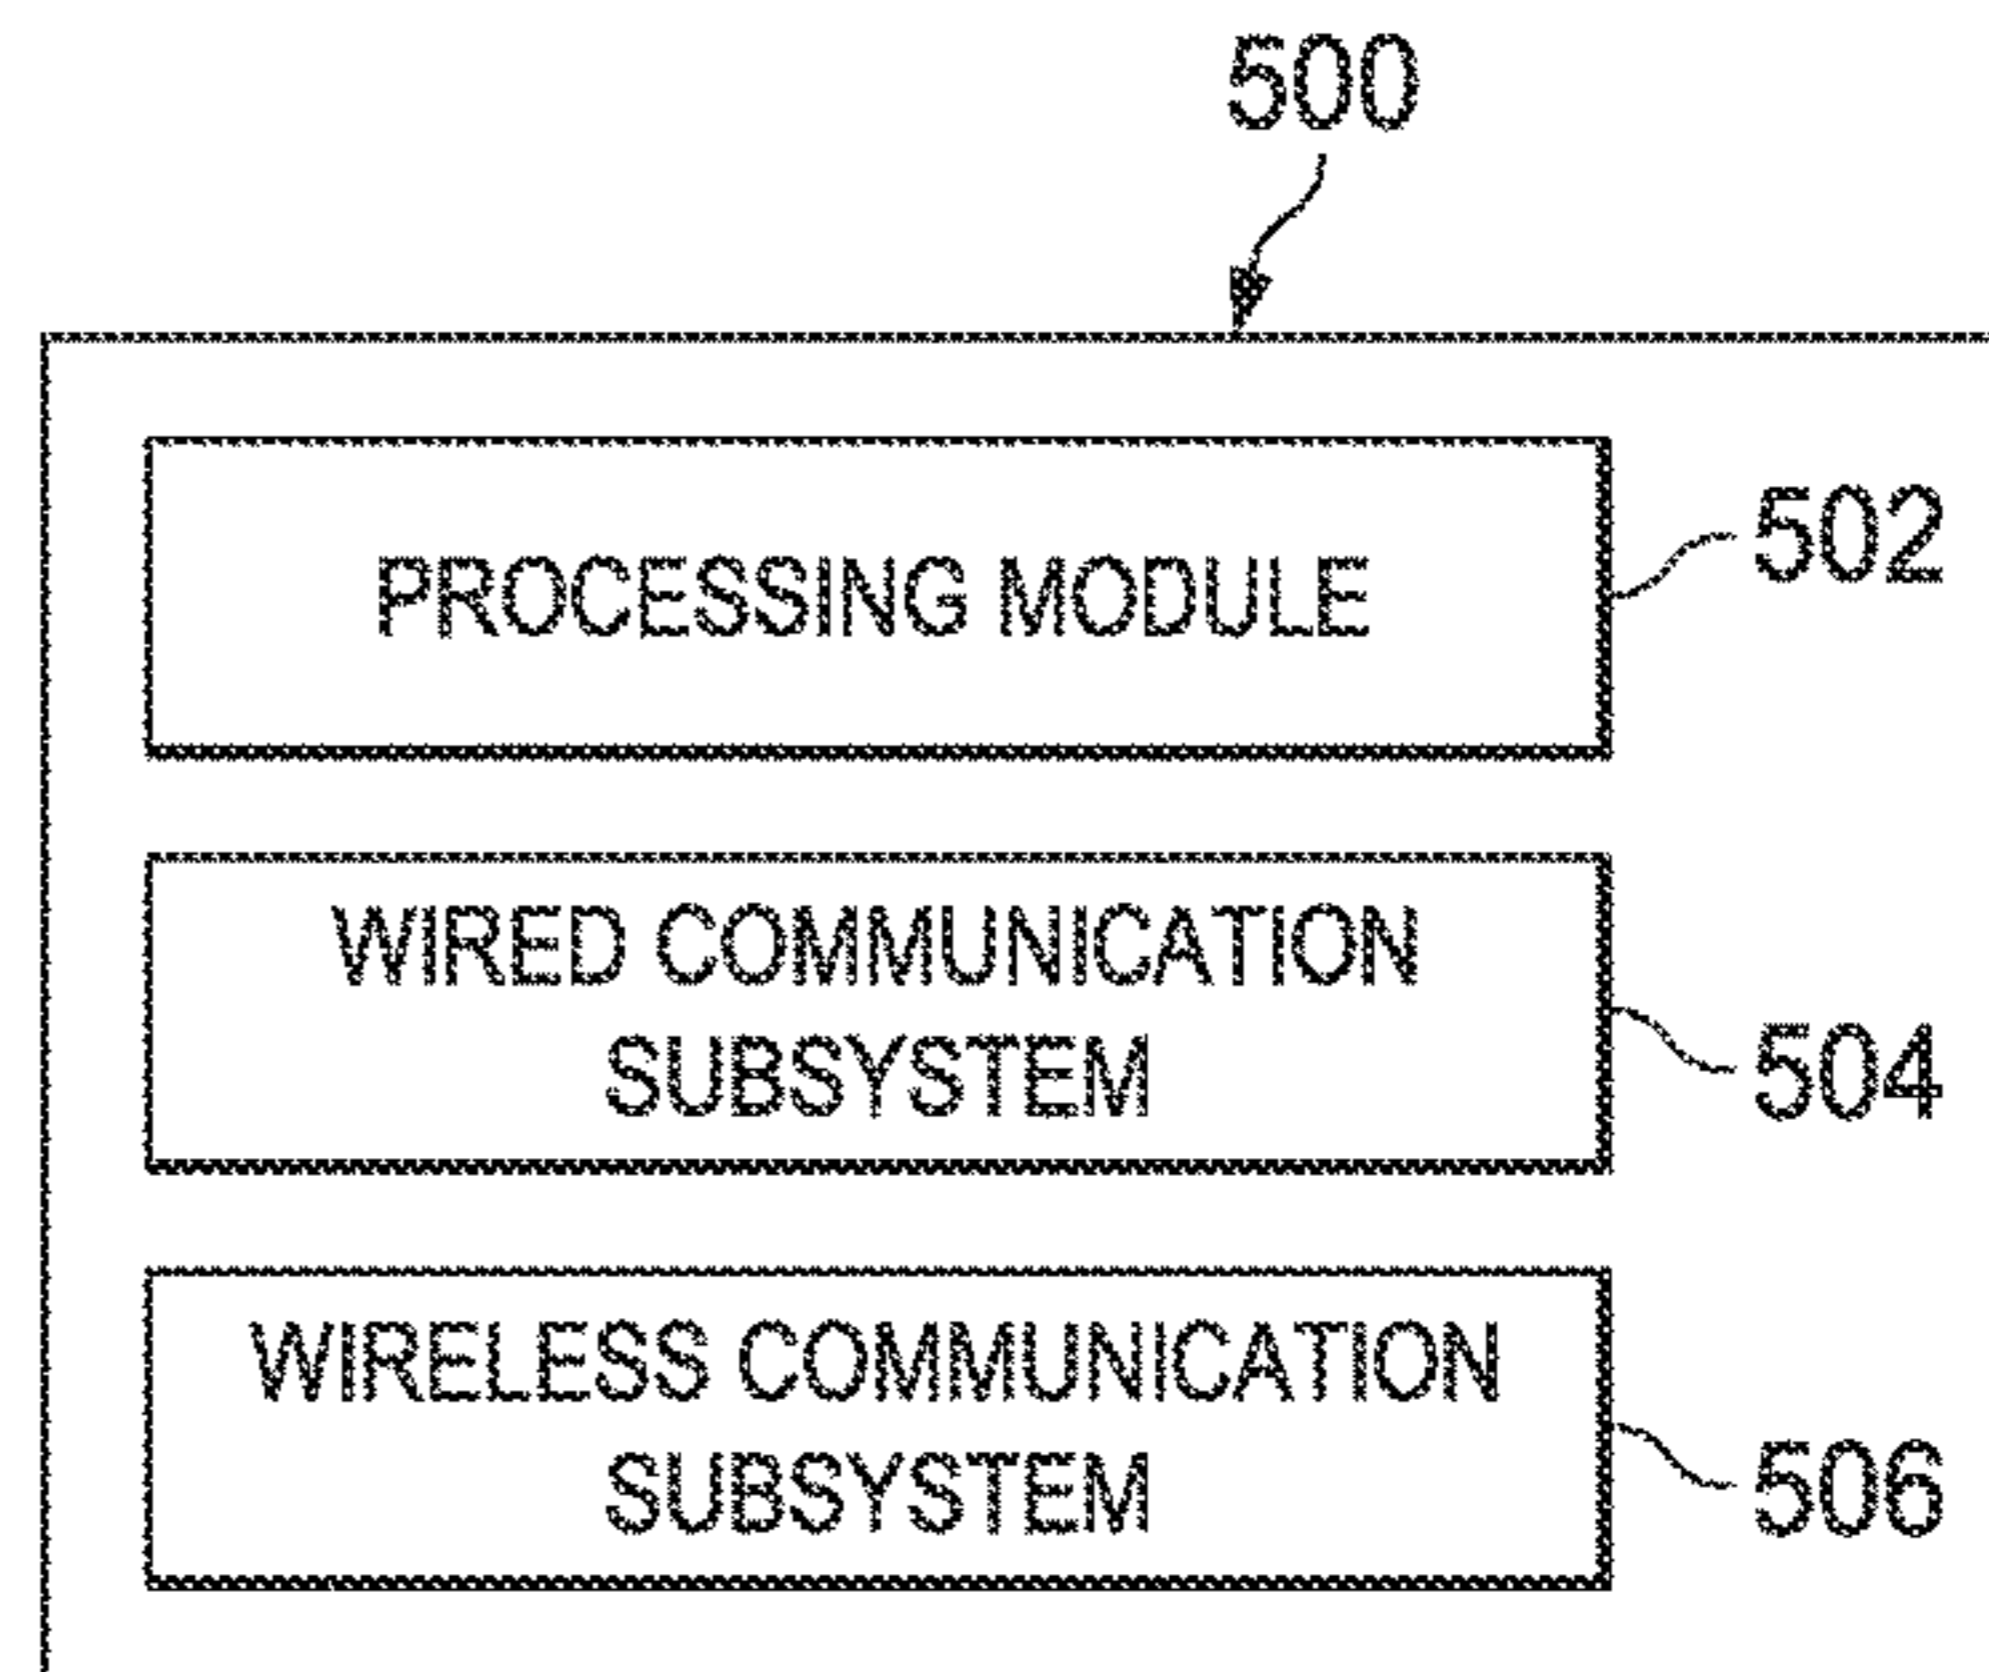 500
PROCESSING MODULE
502
WIRED COMMUNICATION
SUBSYSTEM
504
WIRELESS COMMUNICATION
SUBSYSTEM
506